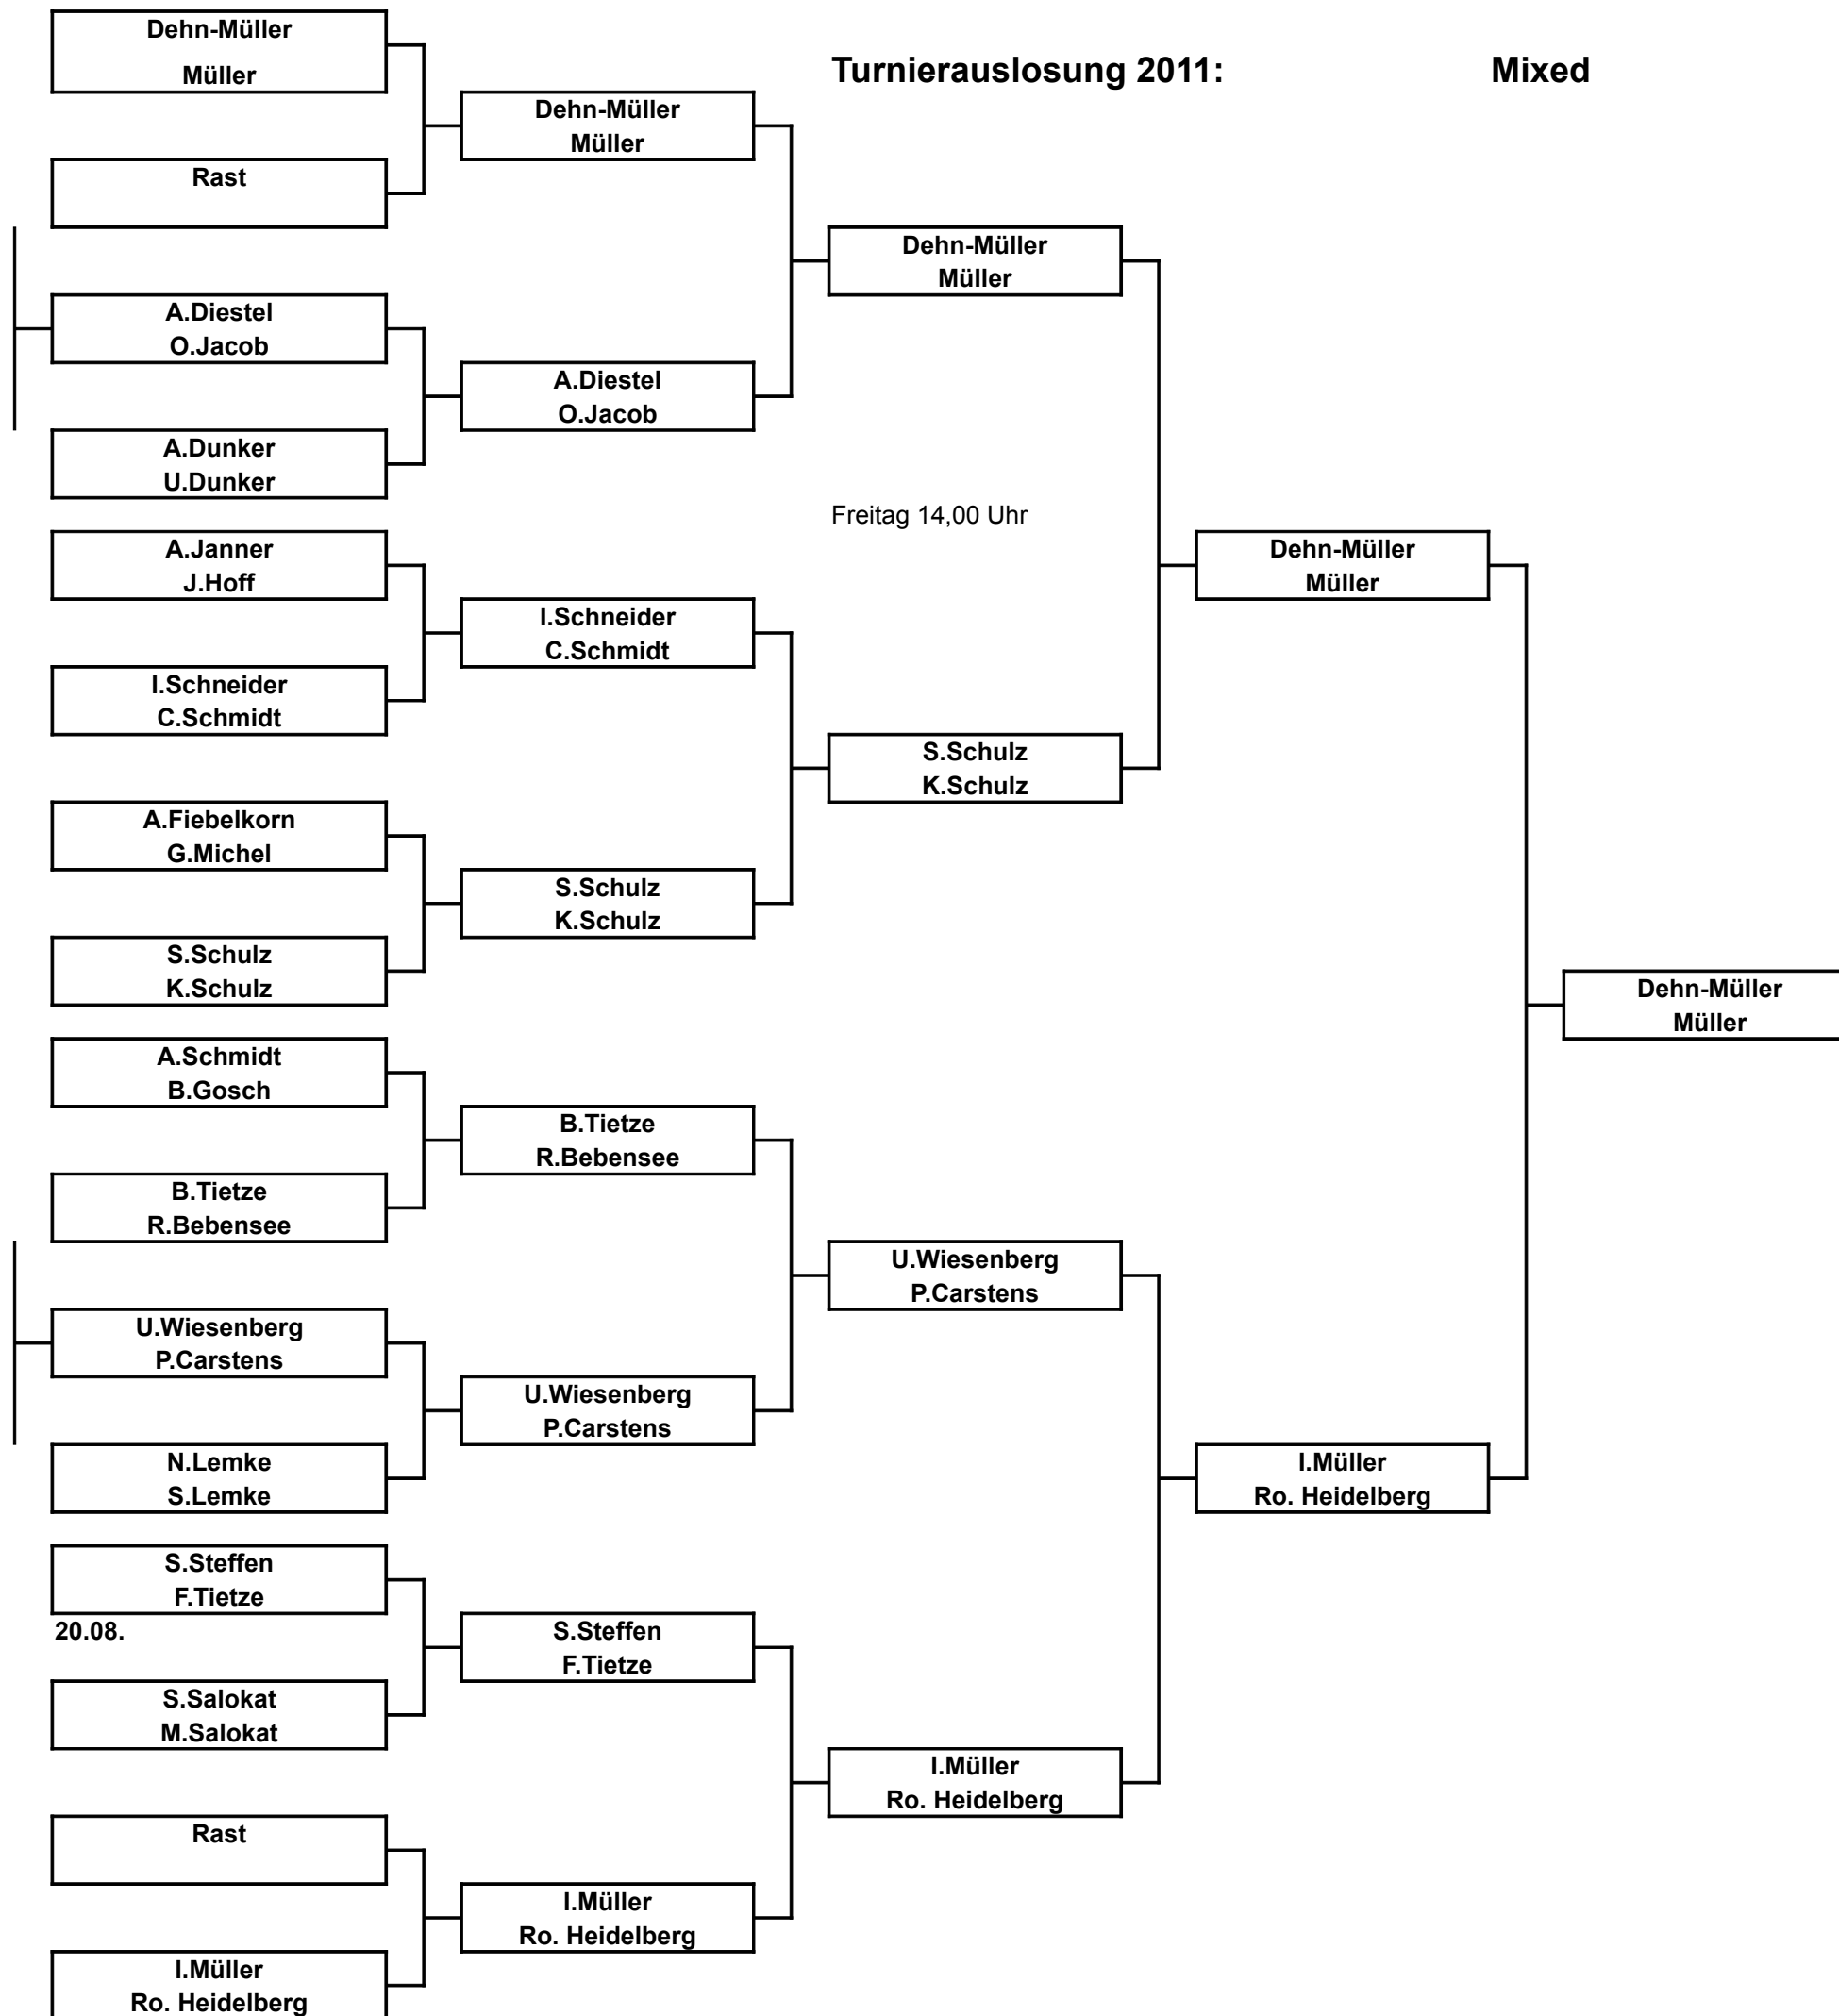 Turnierauslosung 2011: Mixed
Dehn-Müller
Müller
Rast
A.Diestel
O.Jacob
A.Dunker
U.Dunker
A.Janner
J.Hoff
I.Schneider
C.Schmidt
A.Fiebelkorn
G.Michel
S.Schulz
K.Schulz
A.Schmidt
B.Gosch
B.Tietze
R.Bebensee
U.Wiesenberg
P.Carstens
N.Lemke
S.Lemke
S.Steffen
F.Tietze
20.08.
S.Salokat
M.Salokat
Rast
I.Müller
Ro. Heidelberg
Dehn-Müller
Müller
A.Diestel
O.Jacob
I.Schneider
C.Schmidt
S.Schulz
K.Schulz
B.Tietze
R.Bebensee
U.Wiesenberg
P.Carstens
S.Steffen
F.Tietze
I.Müller
Ro. Heidelberg
Dehn-Müller
Müller
Freitag 14,00 Uhr
S.Schulz
K.Schulz
U.Wiesenberg
P.Carstens
I.Müller
Ro. Heidelberg
Dehn-Müller
Müller
I.Müller
Ro. Heidelberg
Dehn-Müller
Müller